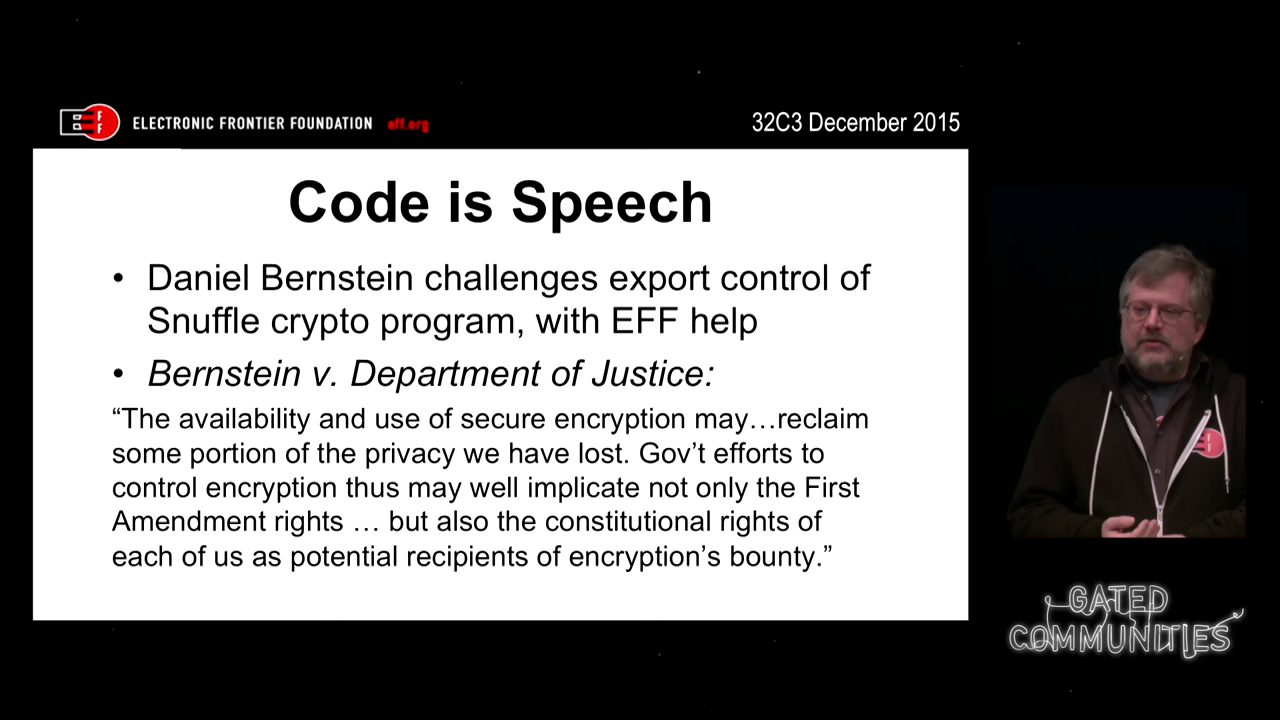 ELECTRONIC FRONTIER FOUNDATION eff.org
32C3 December 2015
Code is Speech
• Daniel Bernstein challenges export control of
Snuffle crypto program, with EFF help
• Bernstein v. Department of Justice:
“The availability and use of secure encryption may…reclaim
some portion of the privacy we have lost. Gov’t efforts to
control encryption thus may well implicate not only the First
Amendment rights … but also the constitutional rights of
each of us as potential recipients of encryption’s bounty.”
GATED
COMMUNITIES